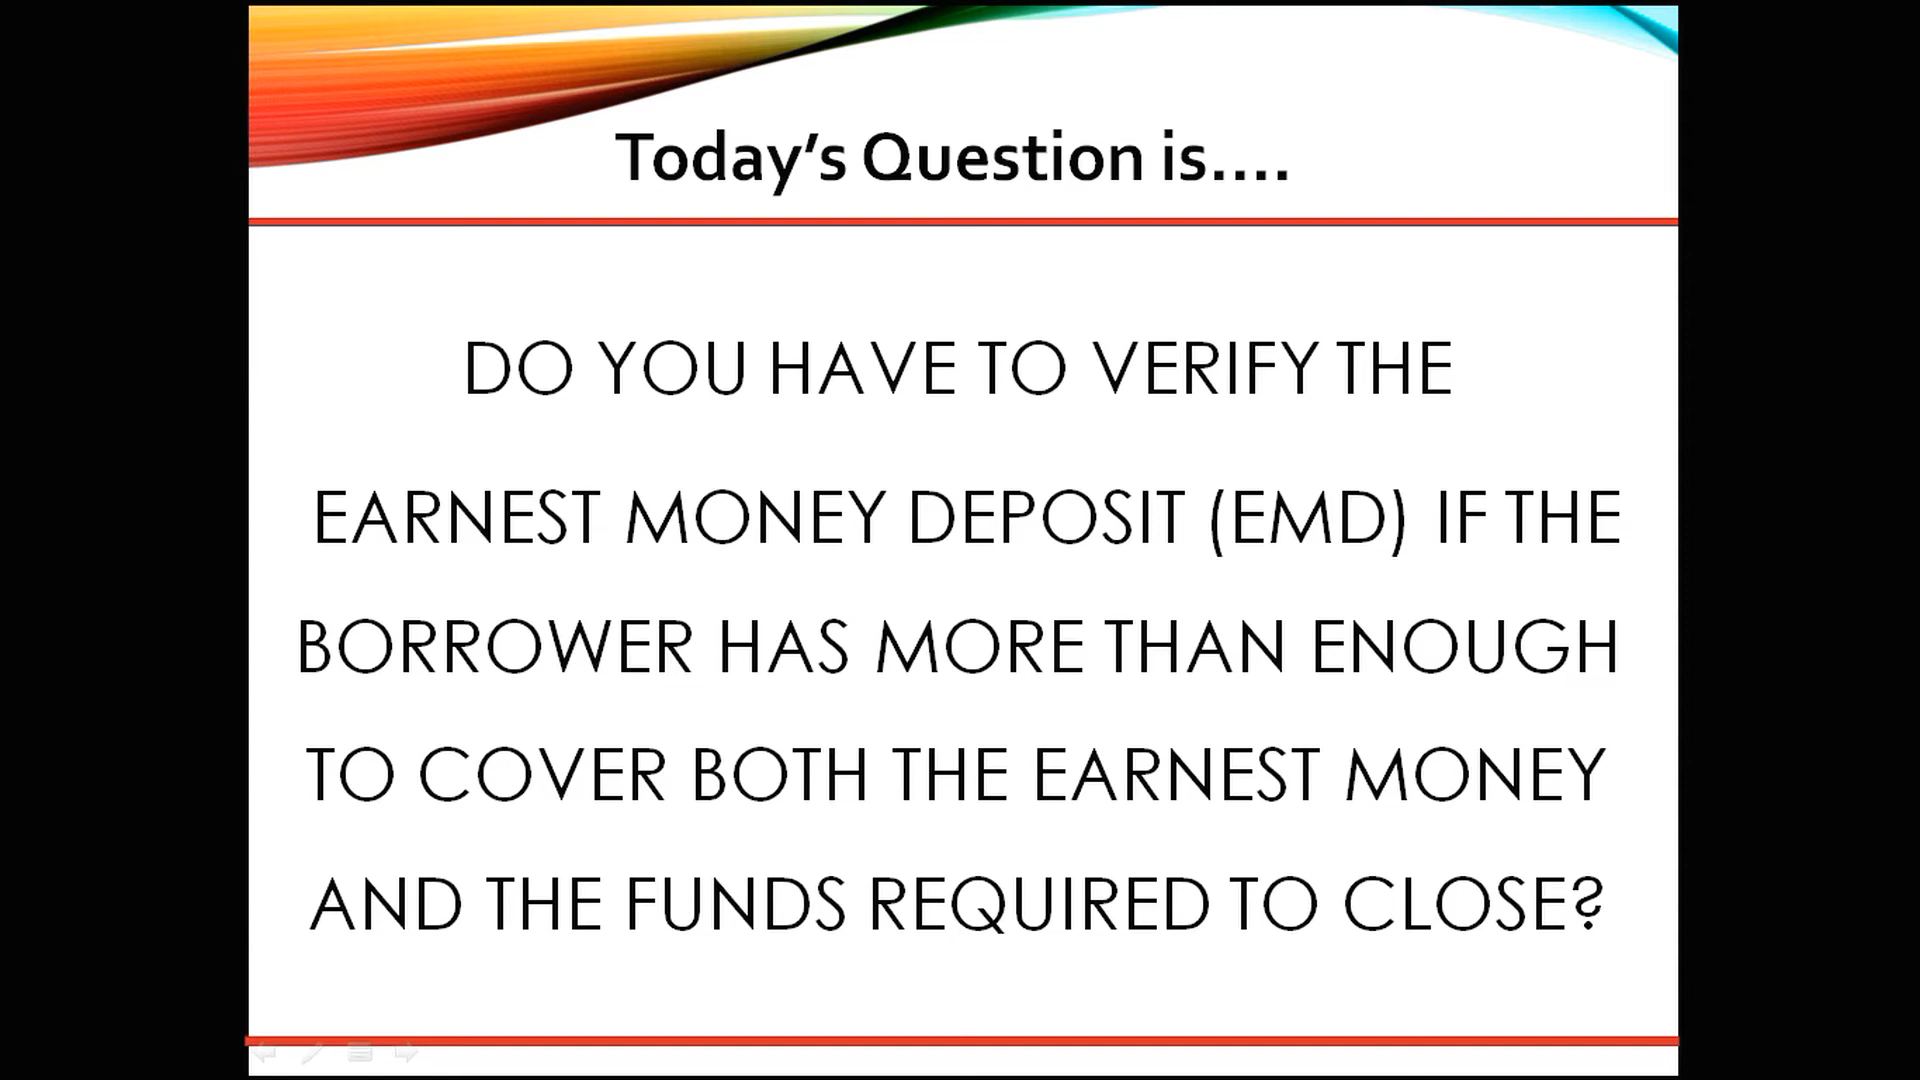 Today's Question is....
DO YOU HAVE TO VERIFY THE
EARNEST MONEY DEPOSIT (EMD) IF THE
BORROWER HAS MORE THAN ENOUGH
TO COVER BOTH THE EARNEST MONEY
AND THE FUNDS REQUIRED TO CLOSE?